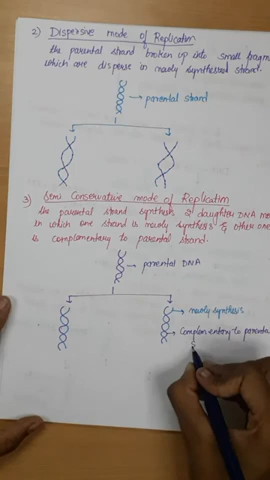 2) Dispersive mode of Replication
the parental strand broken up into small fragm
which are disperse in newly synthesized strand.
→ parental strand
3) Semi Conservative mode of Replication
the parental strand synthesis 2 daughter DNA mo
in which one strand is newly synthesis & other one
is complementary to parental strand.
→ parental DNA
→ newly synthesis
→ Complementary to parenta